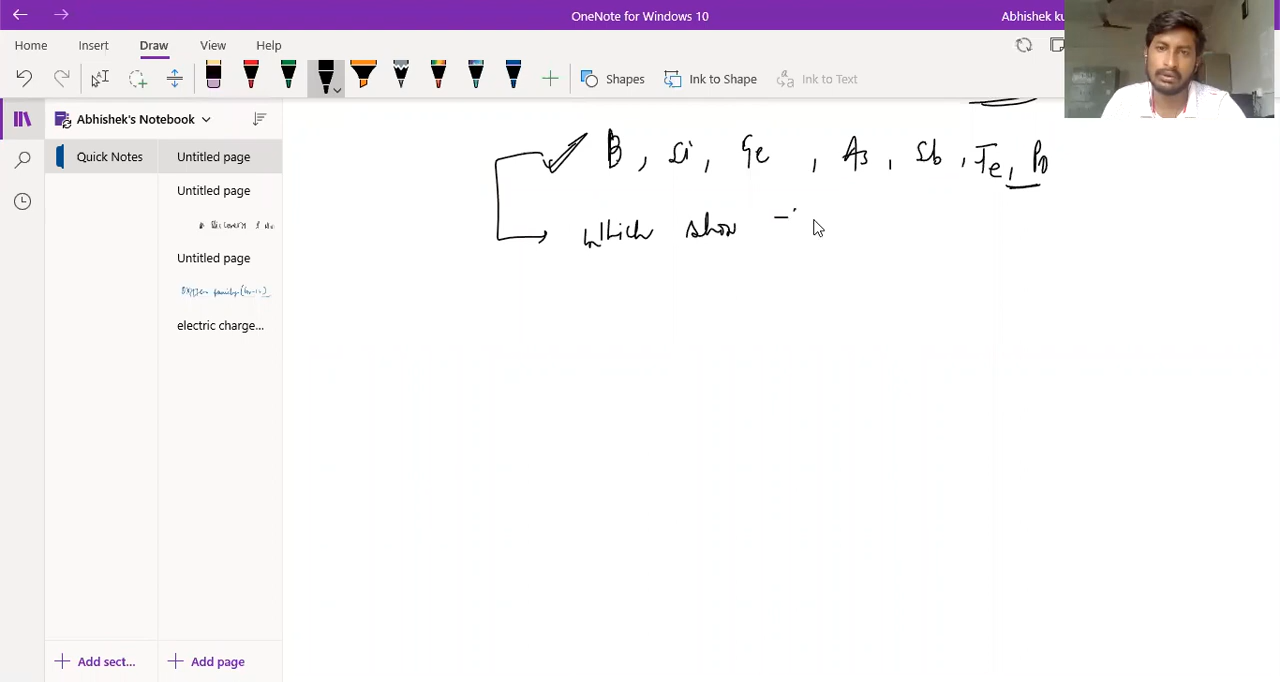 OneNote for Windows 10
Abhishek ku
Home Insert Draw View Help
Shapes Ink to Shape Ink to Text
Abhishek's Notebook
Quick Notes
Untitled page
Untitled page
Untitled page
electric charge...
B, Si, Ge, As, Sb, Te, Po
which show
Add sect...
Add page